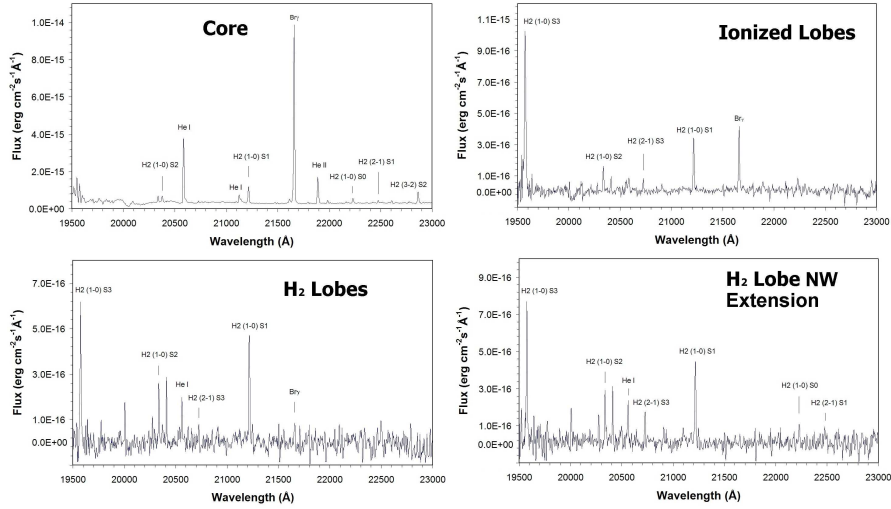 Core
Flux (erg cm-2s-1Å-1)
1.0E-14
8.0E-15
6.0E-15
4.0E-15
2.0E-15
0.0E+00
H2 (1-0) S2
He I
He I
H2 (1-0) S1
Brγ
He II
H2 (1-0) S0
H2 (2-1) S1
H2 (3-2) S2
19500 20000 20500 21000 21500 22000 22500 23000
Wavelength (Å)
Ionized Lobes
Flux (erg cm-2s-1Å-1)
1.1E-15
9.0E-16
6.0E-16
3.0E-16
1.0E-16
0.0E+00
H2 (1-0) S3
H2 (1-0) S2
H2 (2-1) S3
H2 (1-0) S1
Brγ
19500 20000 20500 21000 21500 22000 22500 23000
Wavelength (Å)
H2 Lobes
Flux (erg cm-2s-1Å-1)
7.0E-16
5.0E-16
3.0E-16
1.0E-16
0.0E+00
H2 (1-0) S3
H2 (1-0) S2
He I
H2 (2-1) S3
H2 (1-0) S1
Brγ
19500 20000 20500 21000 21500 22000 22500 23000
Wavelength (Å)
H2 Lobe NW
Extension
Flux (erg cm-2s-1Å-1)
9.0E-16
7.0E-16
5.0E-16
3.0E-16
1.0E-16
0.0E+00
H2 (1-0) S3
H2 (1-0) S2
He I
H2 (2-1) S3
H2 (1-0) S1
H2 (1-0) S0
H2 (2-1) S1
19500 20000 20500 21000 21500 22000 22500 23000
Wavelength (Å)